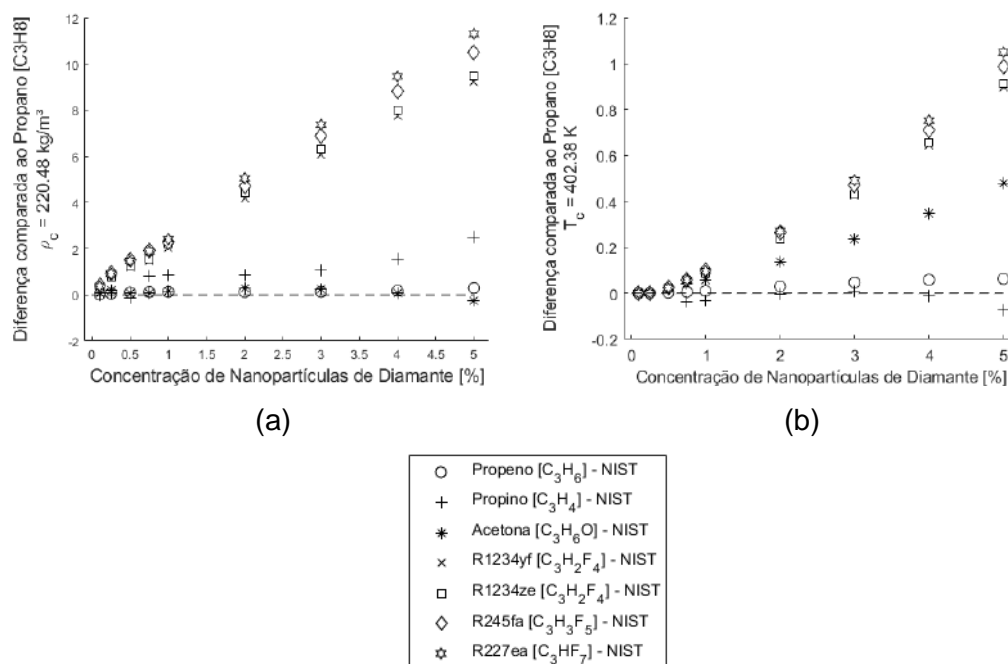 Diferença comparada ao Propano [C3H8]
ρc = 220.48 kg/m³
12
10
8
6
4
2
0
-2
0 0.5 1 1.5 2 2.5 3 3.5 4 4.5 5
Concentração de Nanopartículas de Diamante [%]
(a)
Diferença comparada ao Propano [C3H8]
Tc = 402.38 K
1.2
1
0.8
0.6
0.4
0.2
0
-0.2
0 1 2 3 4 5
Concentração de Nanopartículas de Diamante [%]
(b)
Propeno [C3H6] - NIST
Propino [C3H4] - NIST
Acetona [C3H6O] - NIST
R1234yf [C3H2F4] - NIST
R1234ze [C3H2F4] - NIST
R245fa [C3H3F5] - NIST
R227ea [C3HF7] - NIST